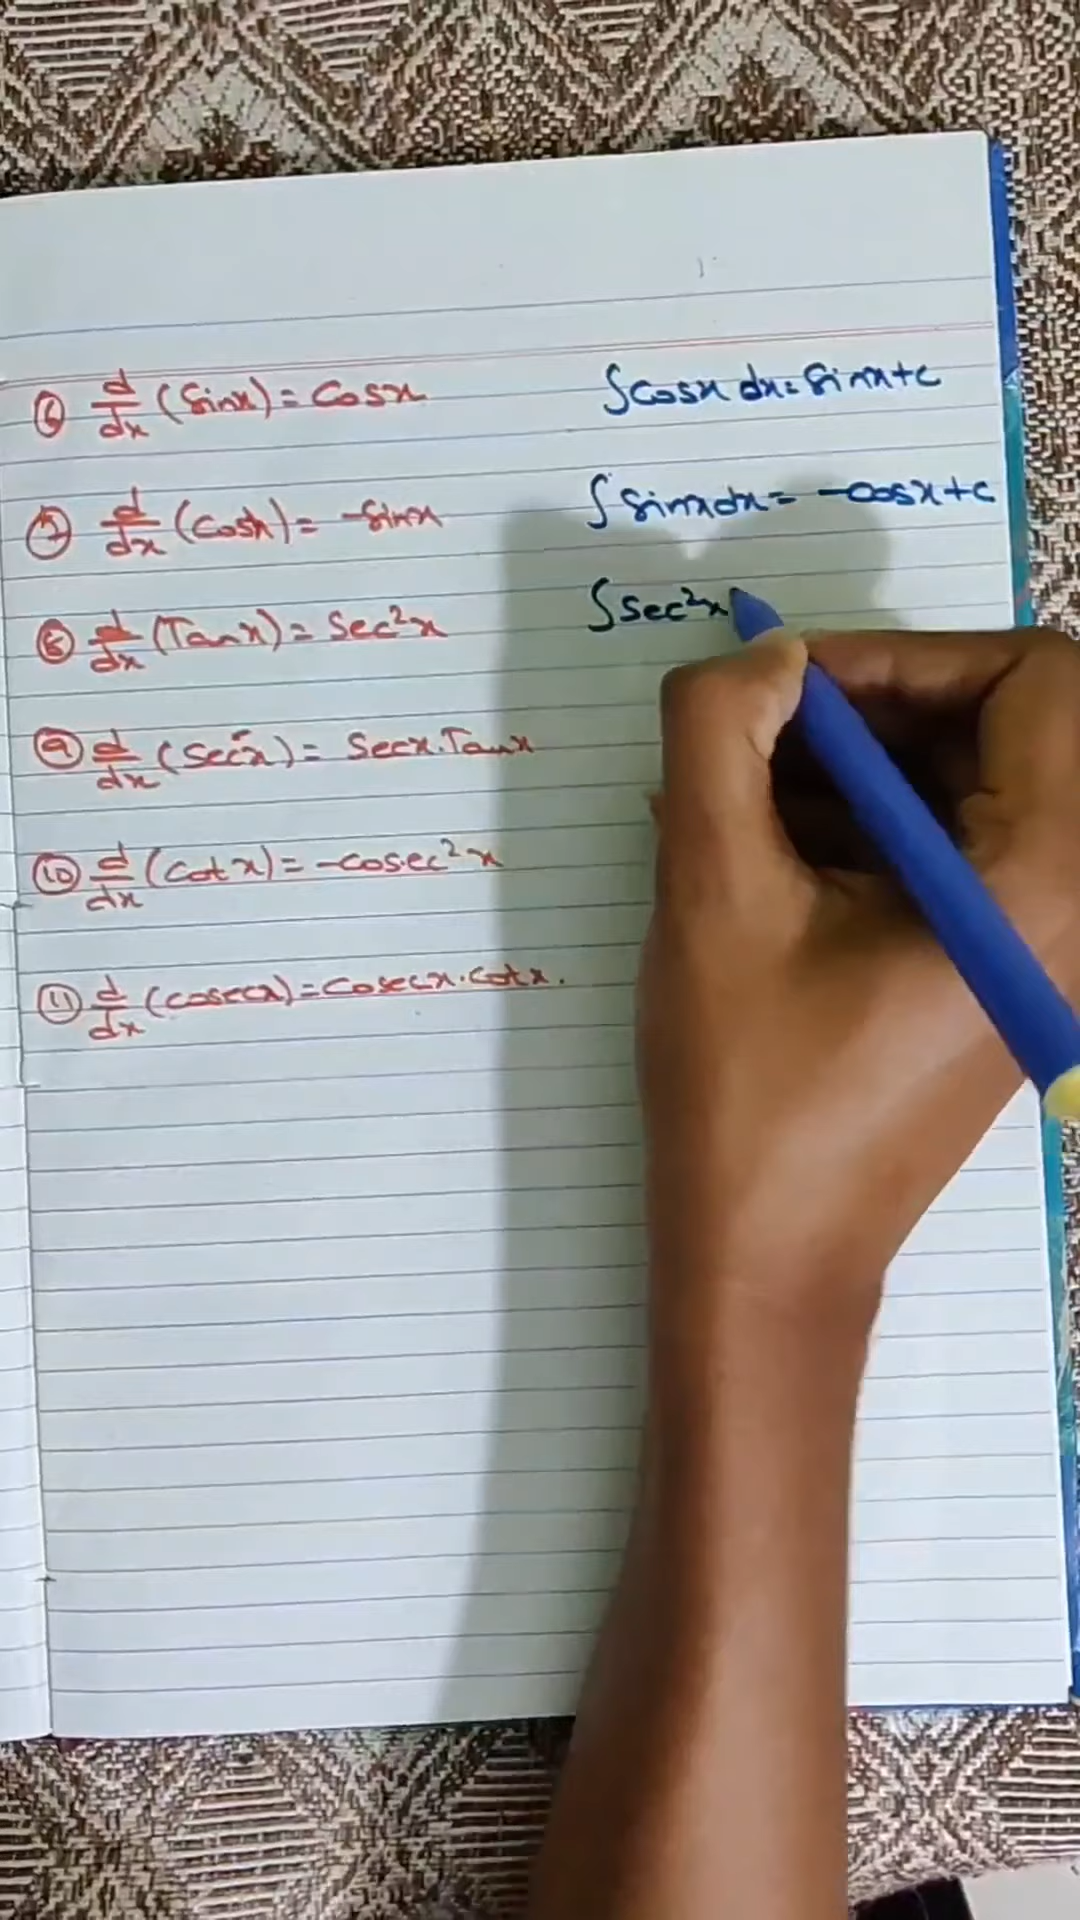 ⑥ d/dx (Sinx) = Cosx ∫Cosx dx = Sinx+c
⑦ d/dx (Cosx) = -Sinx ∫Sinxdx = -Cosx+c
⑧ d/dx (Tanx) = Sec²x ∫Sec²x
⑨ d/dx (Secx) = Secx.Tanx
⑩ d/dx (Cotx) = -Cosec²x
⑪ d/dx (Cosecx) = Cosecx.Cotx.